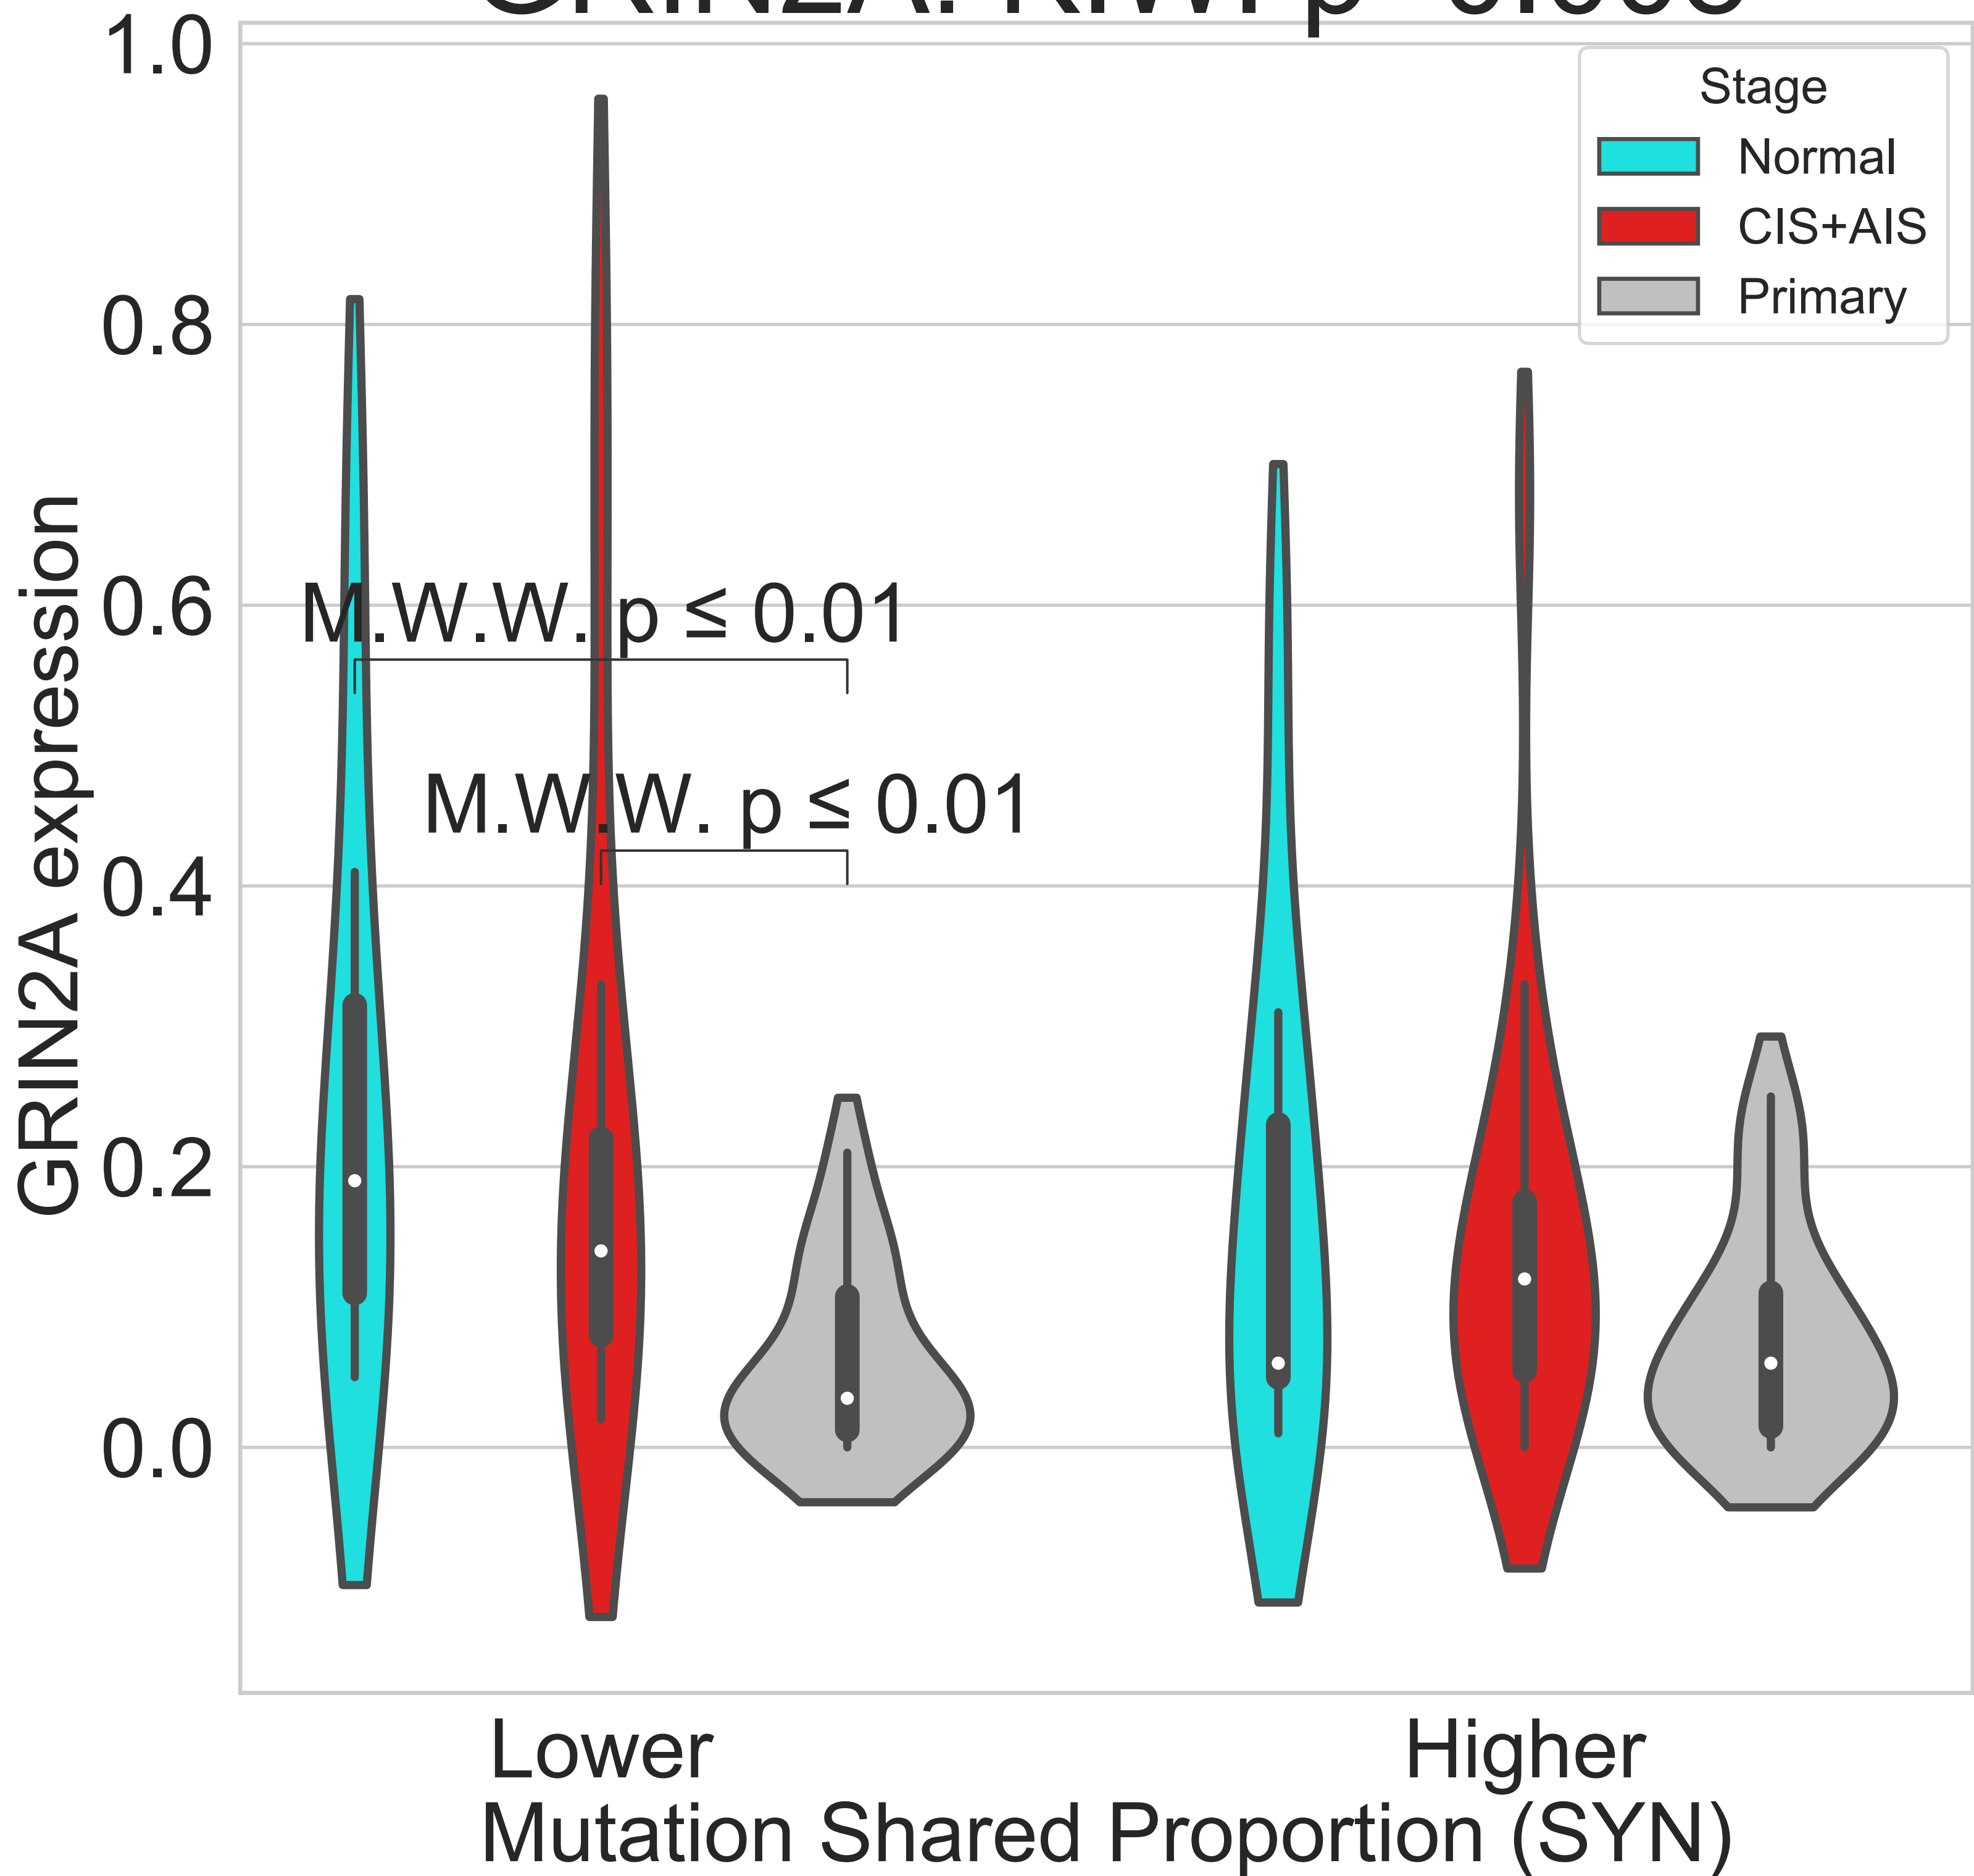 1.0
Stage
Normal
CIS+AIS
Primary
0.8
0.6
0.4
0.2
0.0
GRIN2A expression
M.W.W. p ≤ 0.01
M.W.W. p ≤ 0.01
Lower
Higher
Mutation Shared Proportion (SYN)